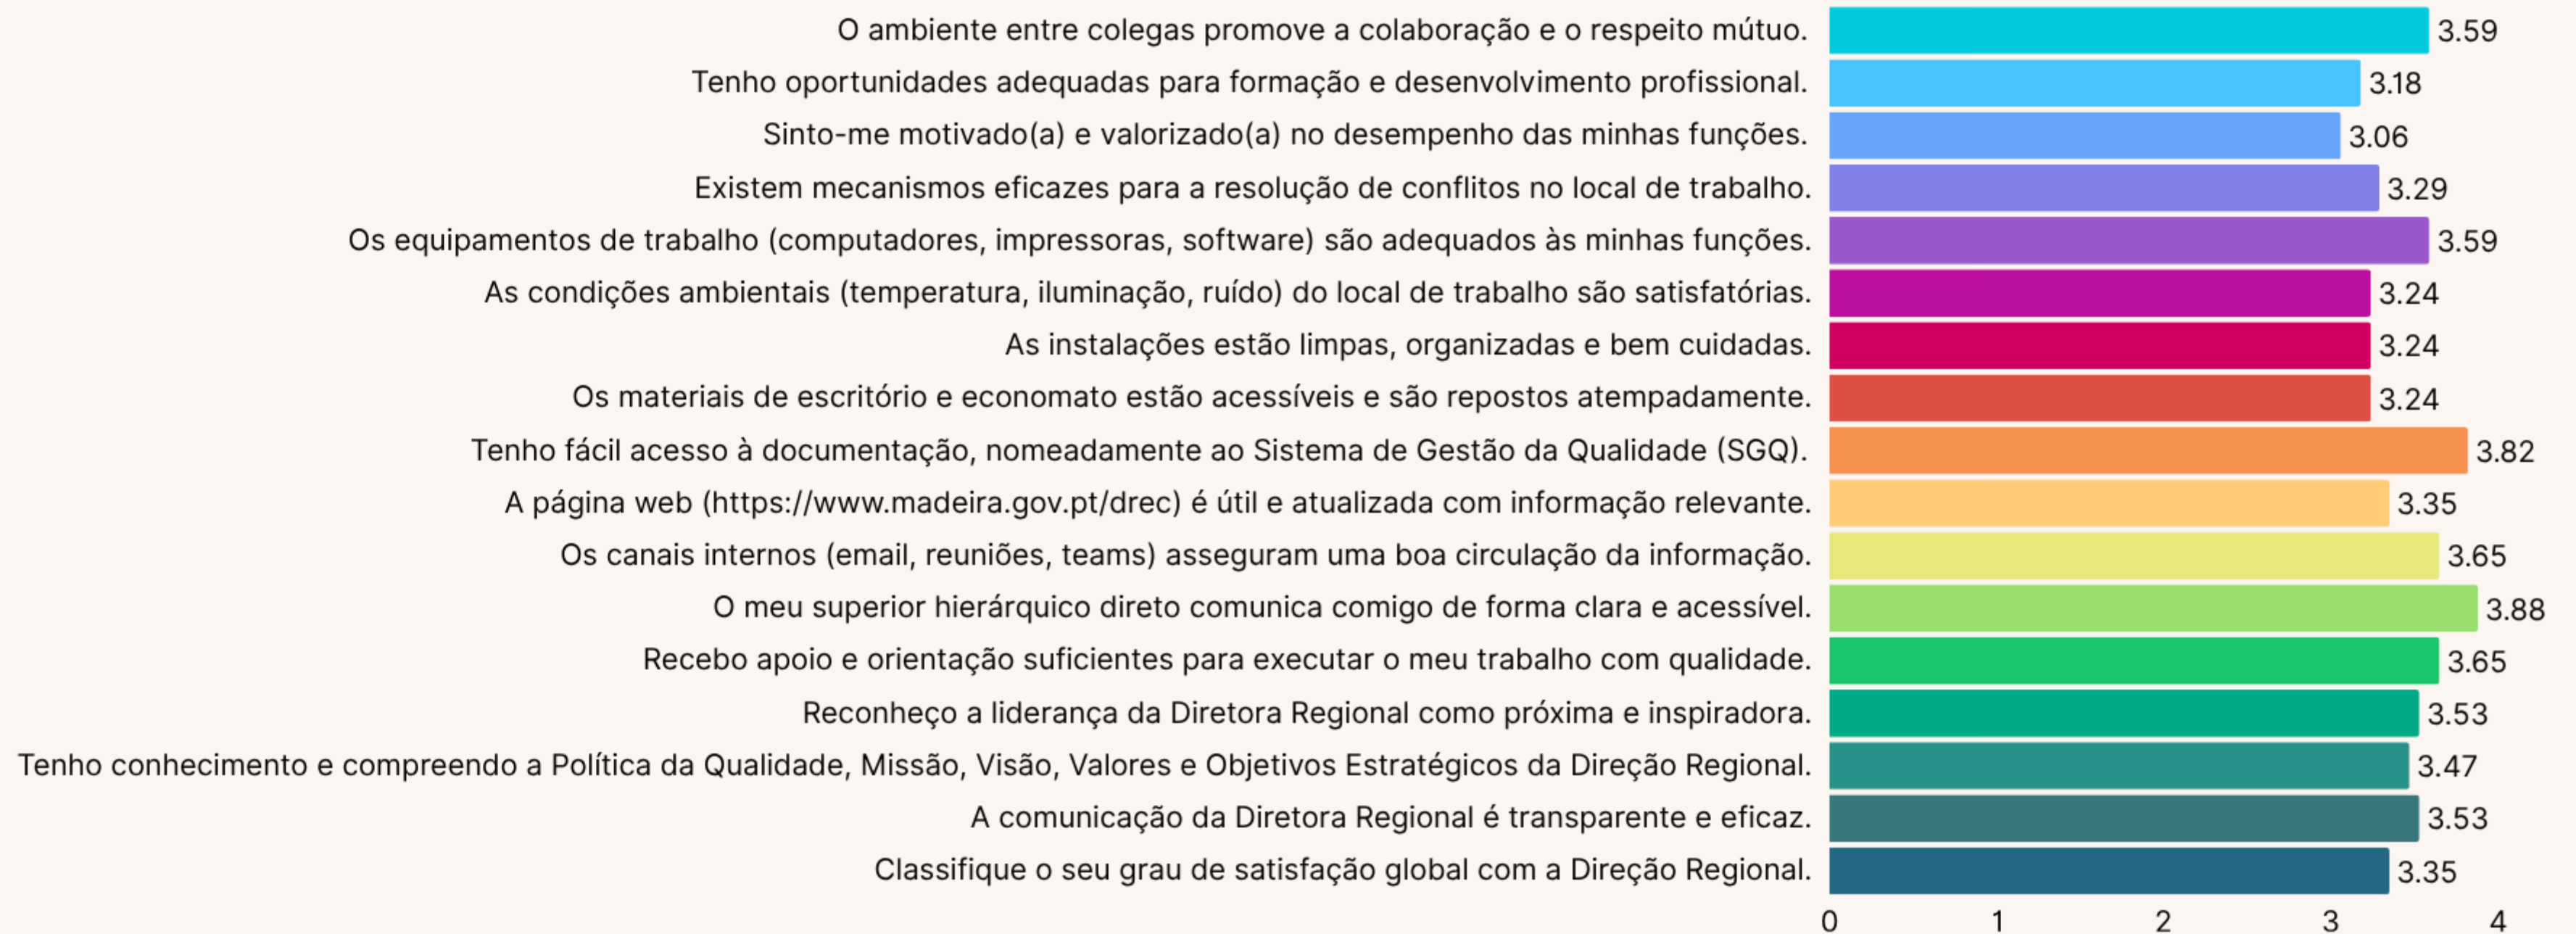 O ambiente entre colegas promove a colaboração e o respeito mútuo. 3.59
Tenho oportunidades adequadas para formação e desenvolvimento profissional. 3.18
Sinto-me motivado(a) e valorizado(a) no desempenho das minhas funções. 3.06
Existem mecanismos eficazes para a resolução de conflitos no local de trabalho. 3.29
Os equipamentos de trabalho (computadores, impressoras, software) são adequados às minhas funções. 3.59
As condições ambientais (temperatura, iluminação, ruído) do local de trabalho são satisfatórias. 3.24
As instalações estão limpas, organizadas e bem cuidadas. 3.24
Os materiais de escritório e economato estão acessíveis e são repostos atempadamente. 3.24
Tenho fácil acesso à documentação, nomeadamente ao Sistema de Gestão da Qualidade (SGQ). 3.82
A página web (https://www.madeira.gov.pt/drec) é útil e atualizada com informação relevante. 3.35
Os canais internos (email, reuniões, teams) asseguram uma boa circulação da informação. 3.65
O meu superior hierárquico direto comunica comigo de forma clara e acessível. 3.88
Recebo apoio e orientação suficientes para executar o meu trabalho com qualidade. 3.65
Reconheço a liderança da Diretora Regional como próxima e inspiradora. 3.53
Tenho conhecimento e compreendo a Política da Qualidade, Missão, Visão, Valores e Objetivos Estratégicos da Direção Regional. 3.47
A comunicação da Diretora Regional é transparente e eficaz. 3.53
Classifique o seu grau de satisfação global com a Direção Regional. 3.35
0 1 2 3 4